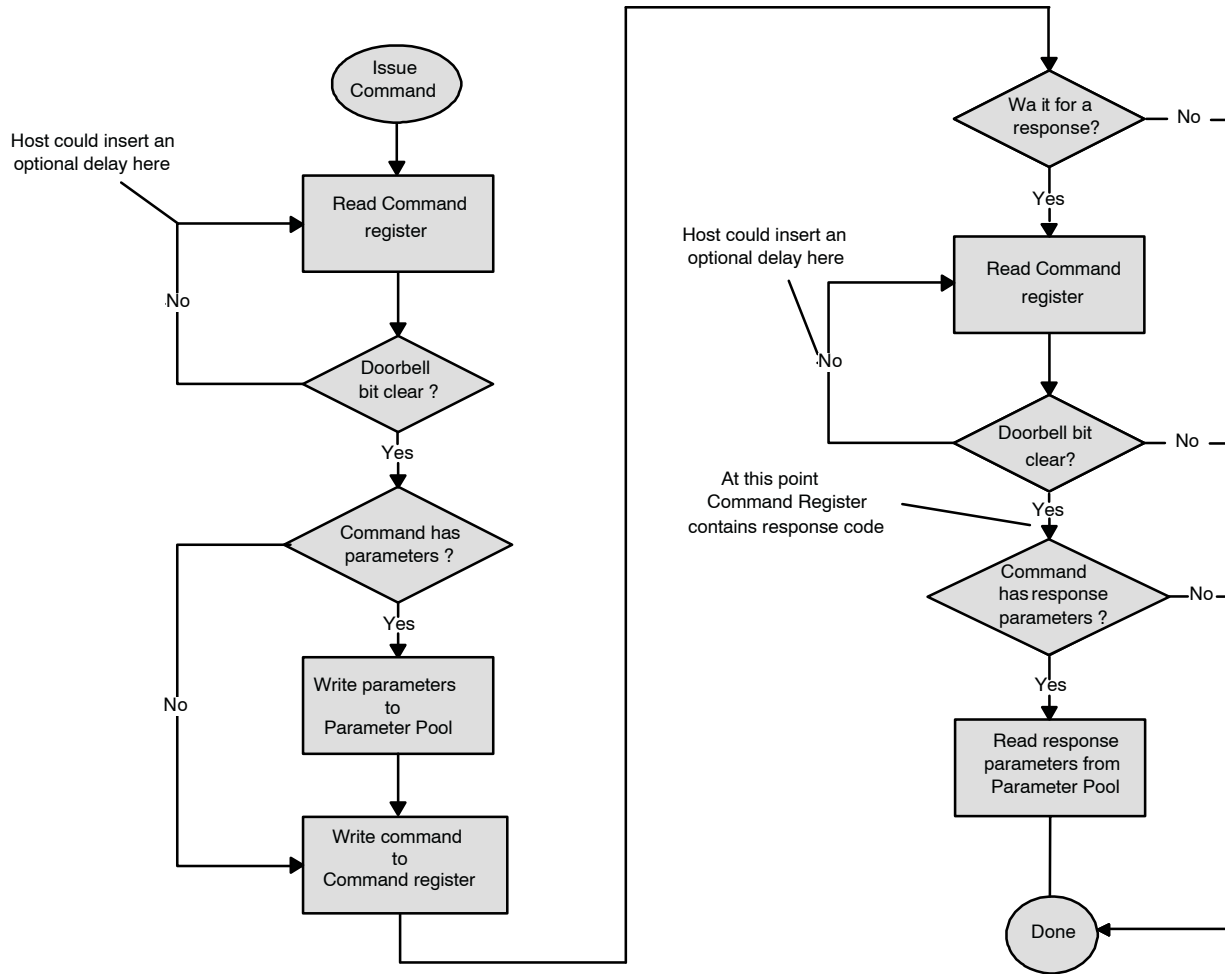 Issue
Command
Host could insert an
optional delay here
Read Command
register
No
Doorbell
bit clear ?
Yes
Command has
parameters ?
Yes
No
Write parameters
to
Parameter Pool
Write command
to
Command register
Wa it for a
response?
No
Yes
Host could insert an
optional delay here
Read Command
register
No
Doorbell bit
clear?
No
At this point
Command Register
contains response code
Yes
Command
has response
parameters ?
No
Yes
Read response
parameters from
Parameter Pool
Done